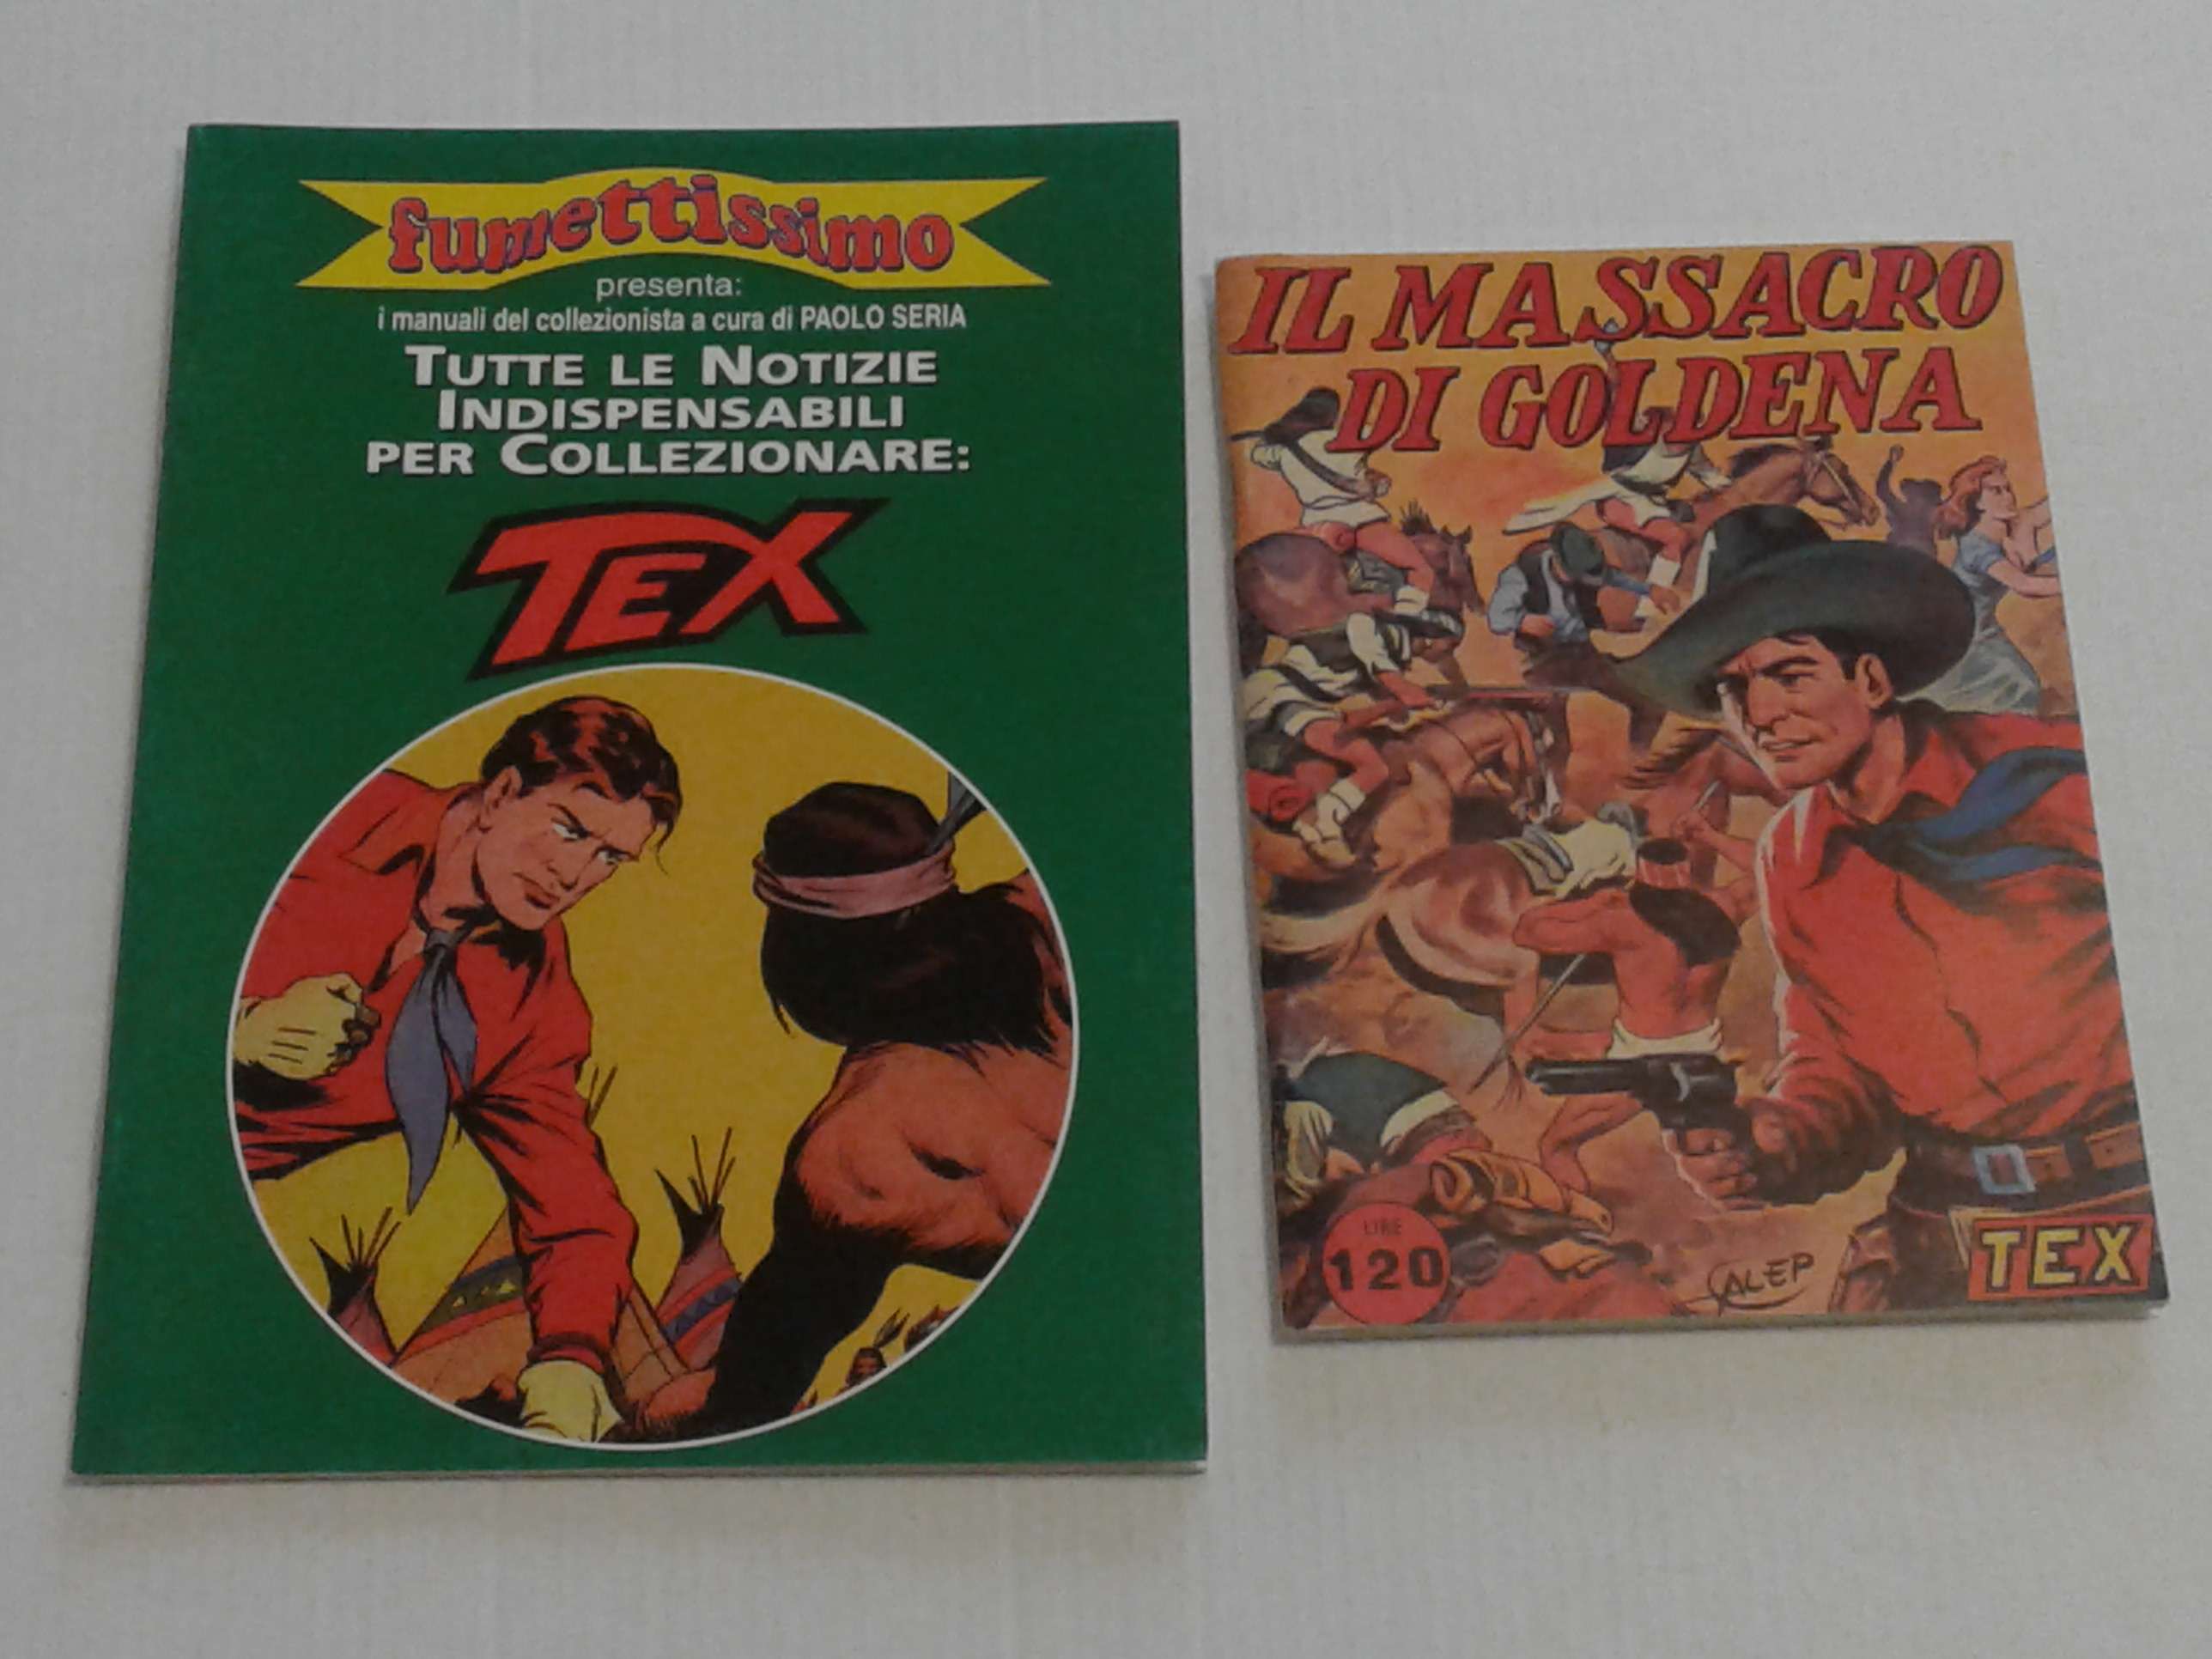 fumettissimo
presenta:
i manuali del collezionista a cura di PAOLO SERIA
TUTTE LE NOTIZIE
INDISPENSABILI
PER COLLEZIONARE:
TEX
IL MASSACRO
DI GOLDENA
LIRE
120
GALEP
TEX